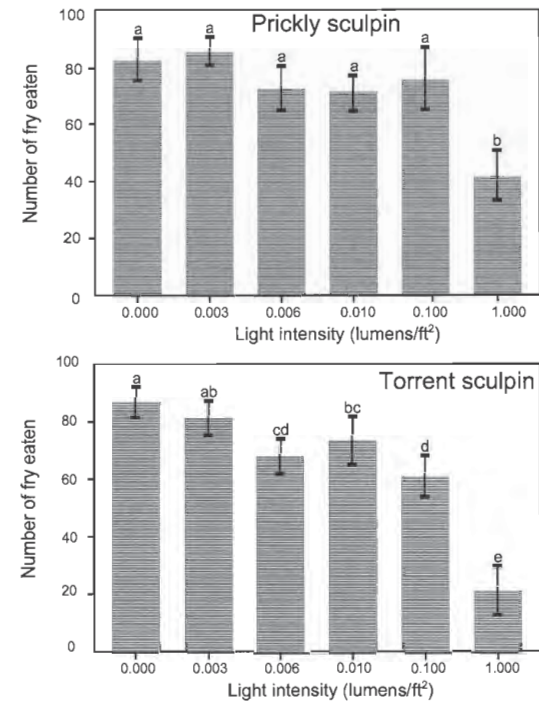 Prickly sculpin
Number of fry eaten
100
80
60
40
20
0
a
a
a
a
a
b
0.000 0.003 0.006 0.010 0.100 1.000
Light intensity (lumens/ft²)
Torrent sculpin
Number of fry eaten
100
80
60
40
20
0
a
ab
cd
bc
d
e
0.000 0.003 0.006 0.010 0.100 1.000
Light intensity (lumens/ft²)